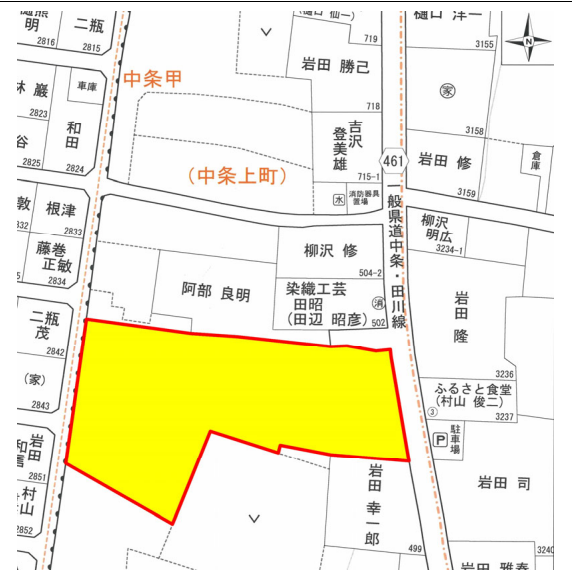 明
2816
二瓶
2815
樋口 洋一
3155
N
719
岩田 勝己
718
林 巖
2823
車庫
中条甲
和田
2824
谷
2825
吉沢
登美雄
715-1
家
3158
岩田 修
3159
倉庫
461
(中条上町)
水
消防器具
置場
一般県道中条・田川線
敦
根津
2833
柳沢
明広
3234-1
藤巻
正敏
2834
柳沢 修
504-2
阿部 良明
染織工芸
田昭
(田辺 昭彦)
消
502
岩田 隆
3236
二瓶
茂
2842
(家)
2843
ふるさと食堂
(村山 俊二)
3
3237
P
駐車場
岩田
2851
村山
2852
岩田 幸一郎
499
岩田 司
3240
岩田 雅春